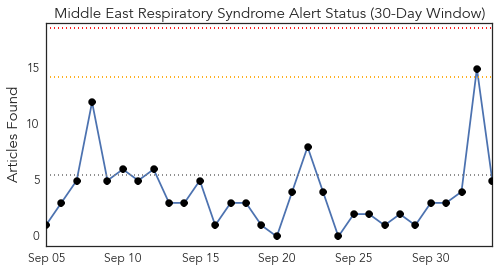 Middle East Respiratory Syndrome Alert Status (30-Day Window)
Articles Found
15
10
5
0
Sep 05 Sep 10 Sep 15 Sep 20 Sep 25 Sep 30